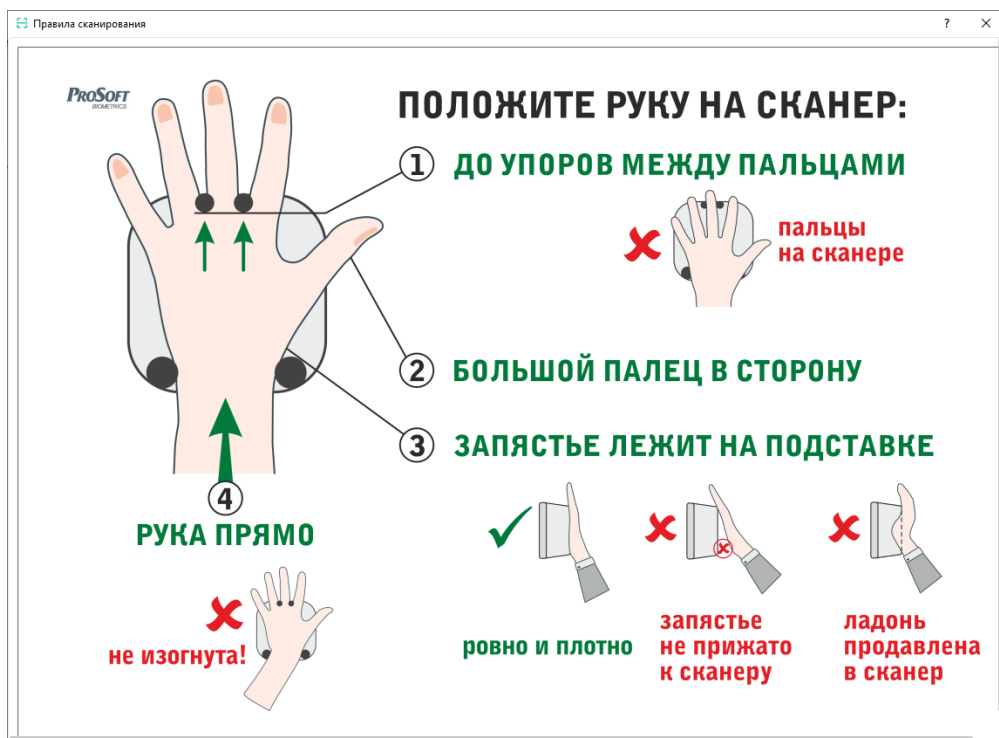 Правила сканирования
?
PROSOFT
BIOMETRICS
ПОЛОЖИТЕ РУКУ НА СКАНЕР:
1 ДО УПОРОВ МЕЖДУ ПАЛЬЦАМИ
пальцы
на сканере
2 БОЛЬШОЙ ПАЛЕЦ В СТОРОНУ
3 ЗАПЯСТЬЕ ЛЕЖИТ НА ПОДСТАВКЕ
4
РУКА ПРЯМО
не изогнута!
ровно и плотно
запястье
не прижато
к сканеру
ладонь
продавлена
в сканер